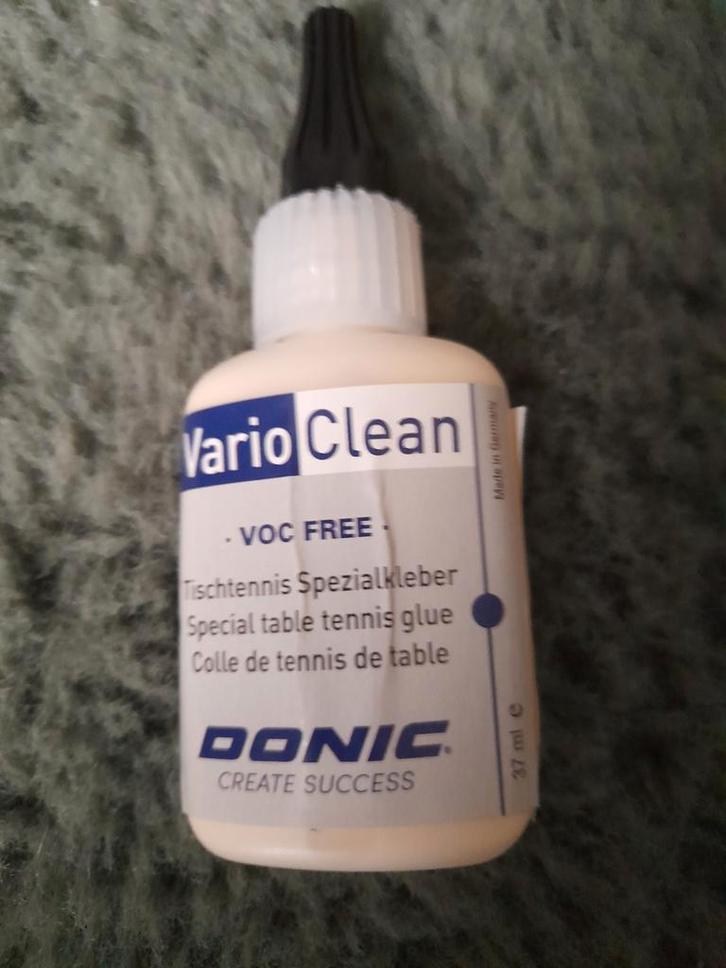 Vario Clean
· VOC FREE ·
Tischtennis Spezialkleber
Special table tennis glue
Colle de tennis de table
DONIC®
CREATE SUCCESS
Made in Germany
37 ml ℮